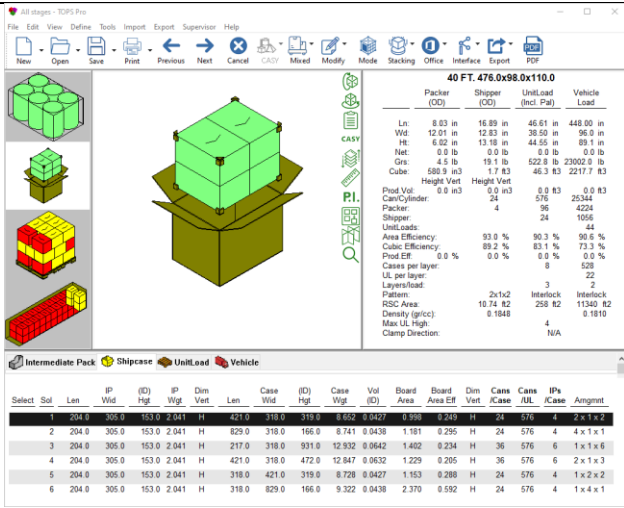 All stages - TOPS Pro
File Edit View Define Tools Import Export Supervisor Help
New Open Save Print Previous Next Cancel CASY Mixed Modify Mode Stacking Office Interface Export PDF
CASY
P.I.
40 FT. 476.0x98.0x110.0
Packer Shipper UnitLoad Vehicle
(OD) (OD) (Incl. Pal) Load
Ln: 8.03 in 16.89 in 46.61 in 448.00 in
Wd: 12.01 in 12.83 in 38.50 in 96.0 in
Ht: 6.02 in 13.18 in 44.55 in 89.1 in
Net: 0.0 lb 0.0 lb 0.0 lb 0.0 lb
Grs: 4.5 lb 19.1 lb 522.8 lb 23002.0 lb
Cube: 580.9 in3 1.7 ft3 46.3 ft3 2217.7 ft3
Height Vert Height Vert
Prod.Vol: 0.0 in3 0.0 in3 0.0 ft3 0.0 ft3
Can/Cylinder: 24 576 25344
Packer: 4 96 4224
Shipper: 24 1056
UnitLoads: 44
Area Efficiency: 93.0 % 90.3 % 90.6 %
Cubic Efficiency: 89.2 % 83.1 % 73.3 %
Prod.Eff: 0.0 % 0.0 % 0.0 % 0.0 %
Cases per layer: 8 528
UL per layer: 22
Layers/load: 3 2
Pattern: 2x1x2 Interlock Interlock
RSC Area: 10.74 ft2 258 ft2 11340 ft2
Density (gr/cc): 0.1848 0.1810
Max UL High: 4
Clamp Direction: N/A
Intermediate Pack Shipcase UnitLoad Vehicle
IP (ID) IP Dim Case (ID) Case Vol Board Board Dim Cans Cans IPs
Select Sol Len Wid Hgt Wgt Vert Len Wid Hgt Wgt (ID) Area Area Eff Vert /Case /UL /Case Arngmnt
1 204.0 305.0 153.0 2.041 H 421.0 318.0 319.0 8.652 0.0427 0.998 0.249 H 24 576 4 2 x 1 x 2
2 204.0 305.0 153.0 2.041 H 829.0 318.0 166.0 8.741 0.0438 1.181 0.295 H 24 576 4 4 x 1 x 1
3 204.0 305.0 153.0 2.041 H 217.0 318.0 931.0 12.932 0.0642 1.402 0.234 H 36 576 6 1 x 1 x 6
4 204.0 305.0 153.0 2.041 H 421.0 318.0 472.0 12.847 0.0632 1.229 0.205 H 36 576 6 2 x 1 x 3
5 204.0 305.0 153.0 2.041 H 318.0 421.0 319.0 8.728 0.0427 1.153 0.288 H 24 576 4 1 x 2 x 2
6 204.0 305.0 153.0 2.041 H 318.0 829.0 166.0 9.322 0.0438 2.370 0.592 H 24 576 4 1 x 4 x 1